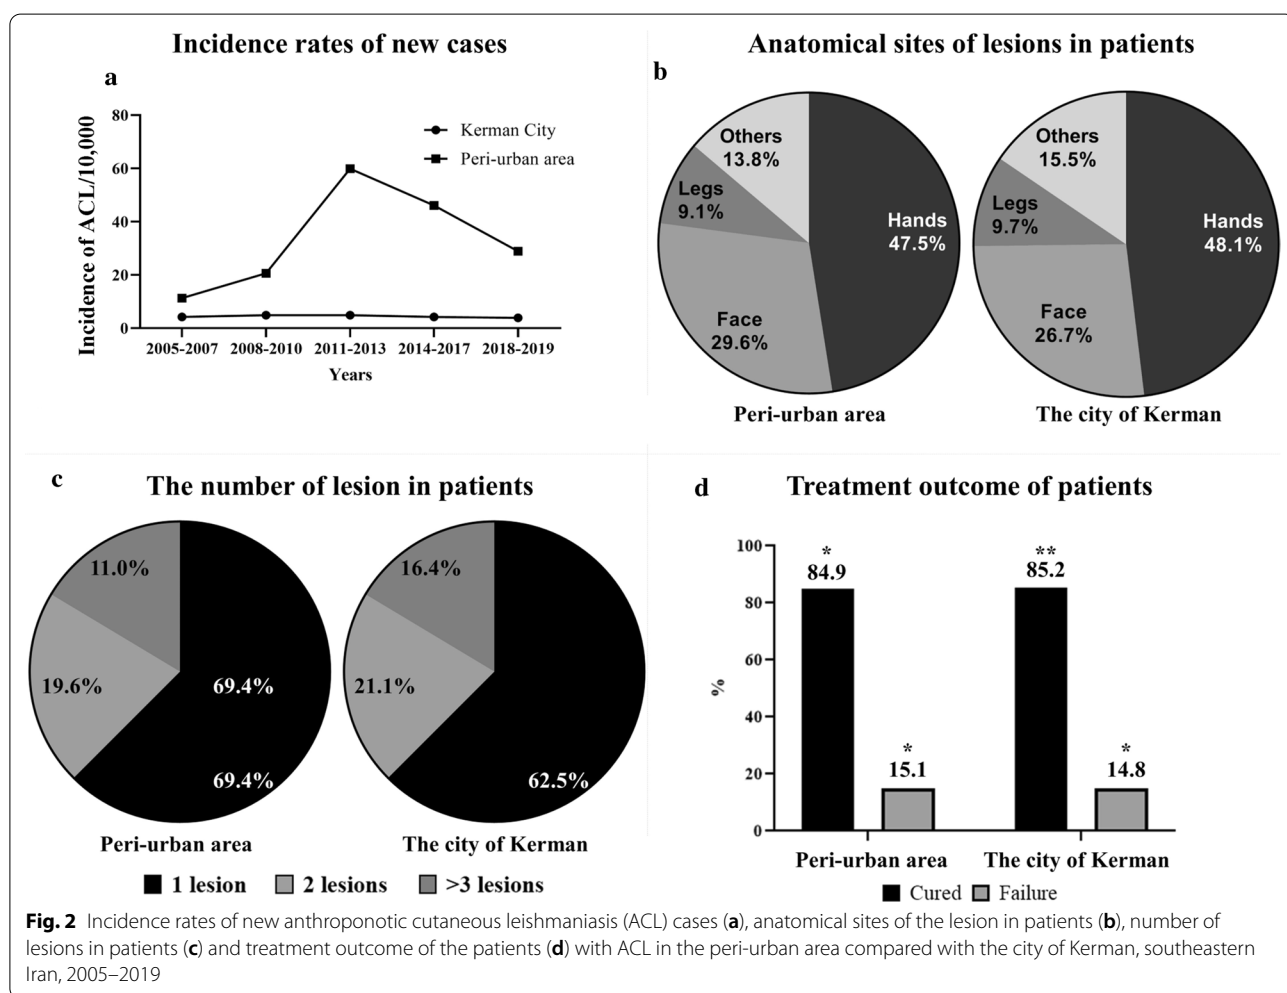 Incidence rates of new cases
a
80
60
40
20
0
Incidence of ACL/10,000
Kerman City
Peri-urban area
2005-2007 2008-2010 2011-2013 2014-2017 2018-2019
Years
Anatomical sites of lesions in patients
b
Others
13.8%
Legs
9.1%
Hands
47.5%
Face
29.6%
Peri-urban area
Others
15.5%
Legs
9.7%
Hands
48.1%
Face
26.7%
The city of Kerman
c
The number of lesion in patients
11.0%
19.6%
69.4%
69.4%
Peri-urban area
16.4%
21.1%
62.5%
The city of Kerman
1 lesion 2 lesions >3 lesions
d
Treatment outcome of patients
100
80
60
40
20
0
%
*
84.9
*
15.1
**
85.2
*
14.8
Peri-urban area The city of Kerman
Cured Failure
Fig. 2 Incidence rates of new anthroponotic cutaneous leishmaniasis (ACL) cases (a), anatomical sites of the lesion in patients (b), number of
lesions in patients (c) and treatment outcome of the patients (d) with ACL in the peri-urban area compared with the city of Kerman, southeastern
Iran, 2005–2019